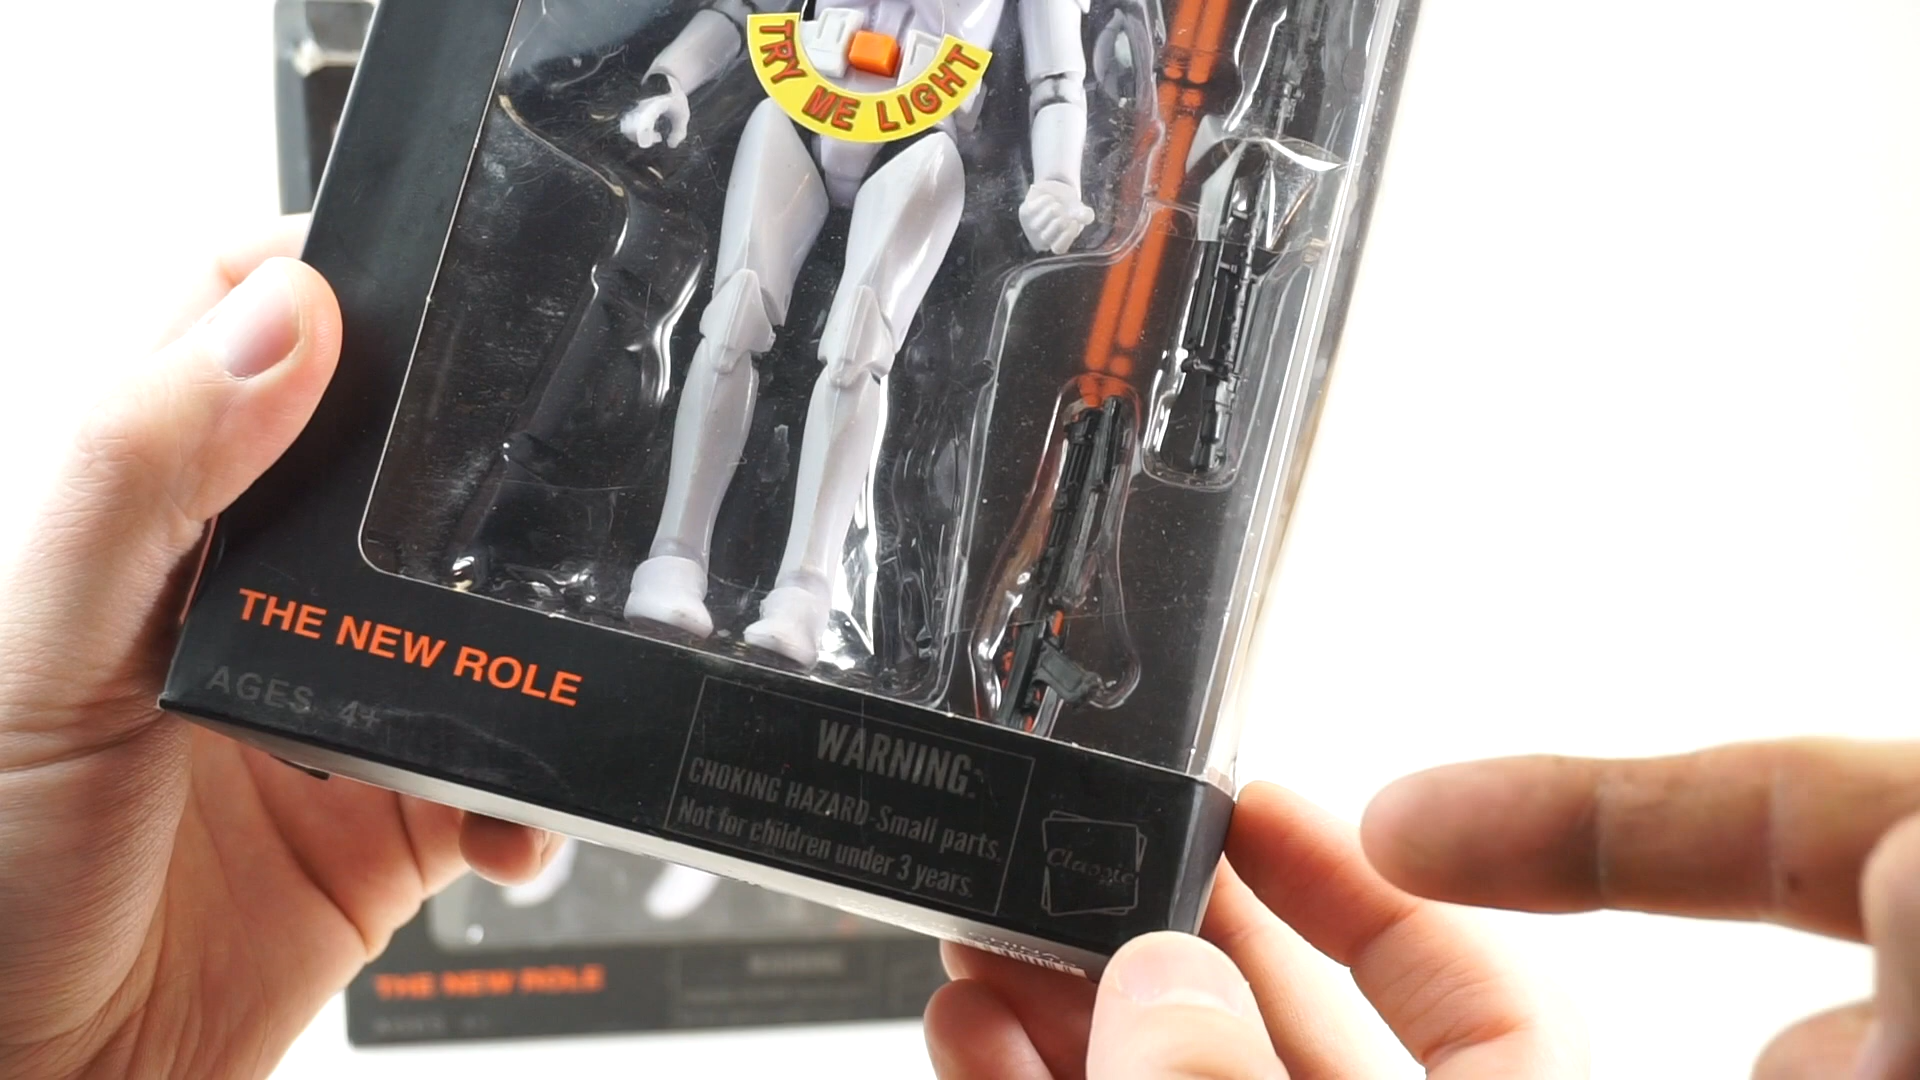 TRY ME LIGHT
THE NEW ROLE
AGES 4+
WARNING:
CHOKING HAZARD-Small parts.
Not for children under 3 years.
Classic
THE NEW ROLE
WARNING